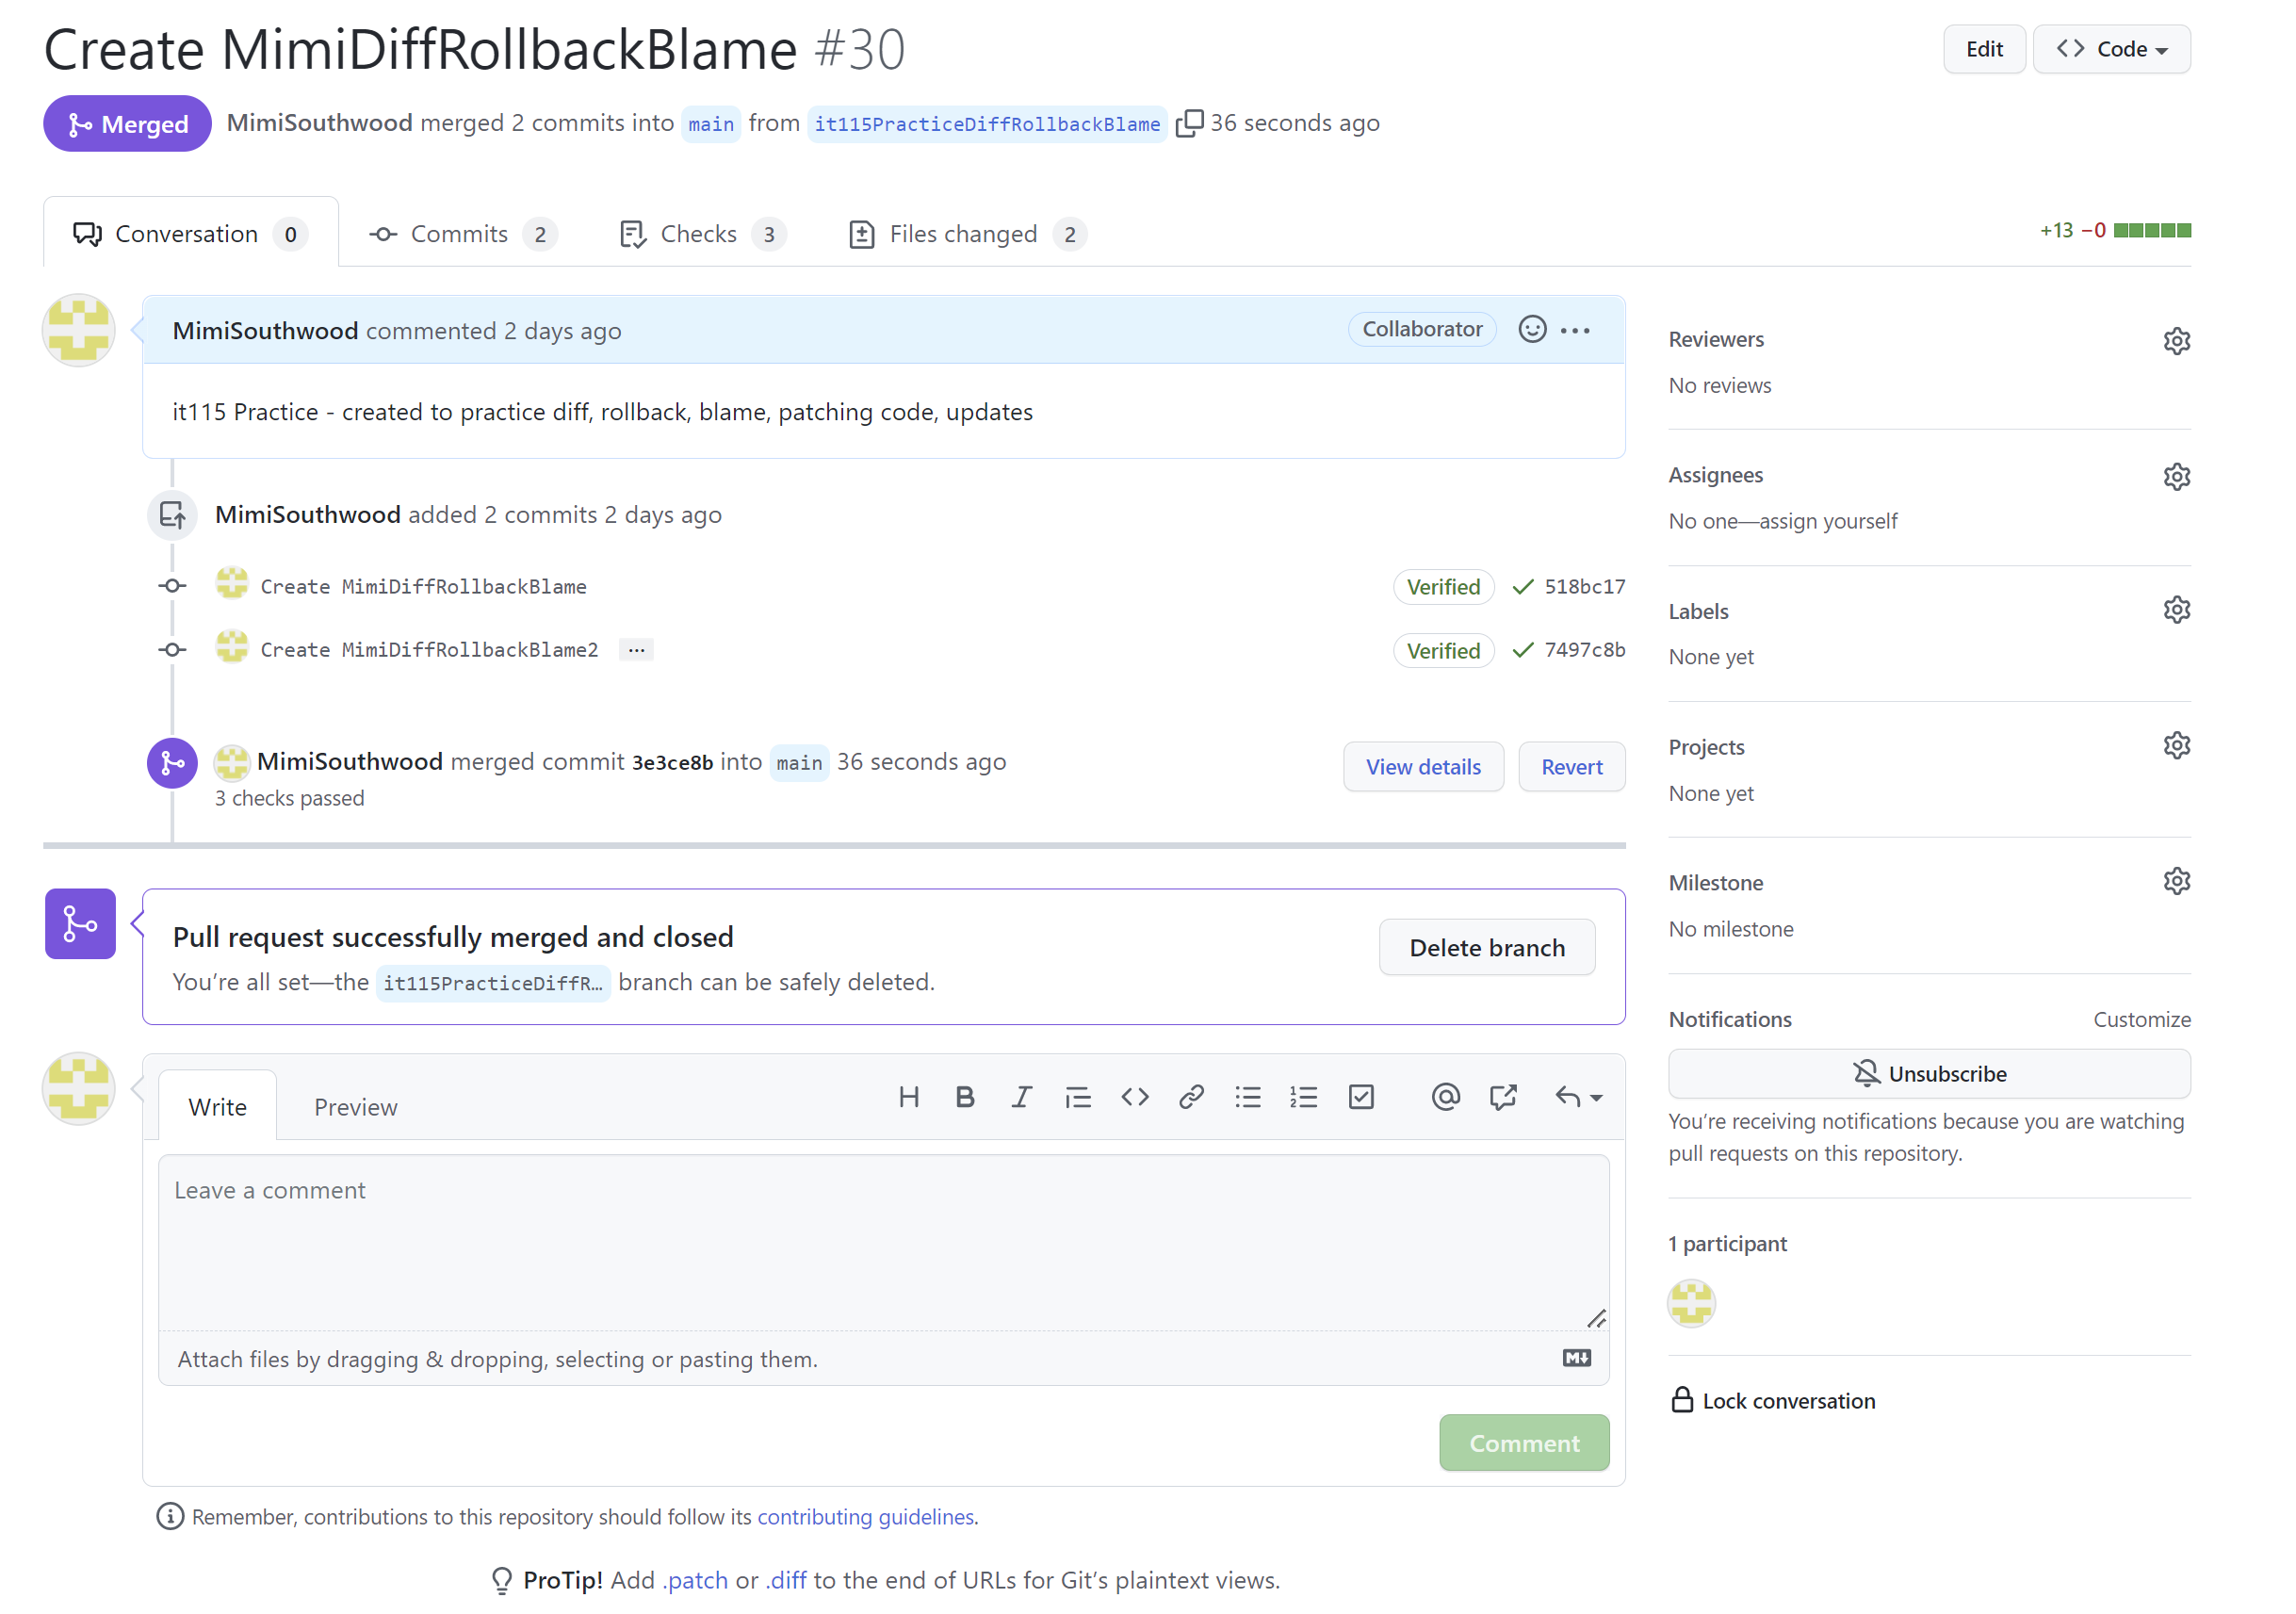 Create MimiDiffRollbackBlame #30
Edit
Code
Merged
MimiSouthwood merged 2 commits into main from it115PracticeDiffRollbackBlame 36 seconds ago
Conversation 0
Commits 2
Checks 3
Files changed 2
+13 −0
MimiSouthwood commented 2 days ago
Collaborator
it115 Practice - created to practice diff, rollback, blame, patching code, updates
MimiSouthwood added 2 commits 2 days ago
Create MimiDiffRollbackBlame
Verified
518bc17
Create MimiDiffRollbackBlame2 …
Verified
7497c8b
MimiSouthwood merged commit 3e3ce8b into main 36 seconds ago
3 checks passed
View details
Revert
Pull request successfully merged and closed
You’re all set—the it115PracticeDiffR… branch can be safely deleted.
Delete branch
Write
Preview
Leave a comment
Attach files by dragging & dropping, selecting or pasting them.
Comment
Remember, contributions to this repository should follow its contributing guidelines.
ProTip! Add .patch or .diff to the end of URLs for Git’s plaintext views.
Reviewers
No reviews
Assignees
No one—assign yourself
Labels
None yet
Projects
None yet
Milestone
No milestone
Notifications
Customize
Unsubscribe
You’re receiving notifications because you are watching
pull requests on this repository.
1 participant
Lock conversation